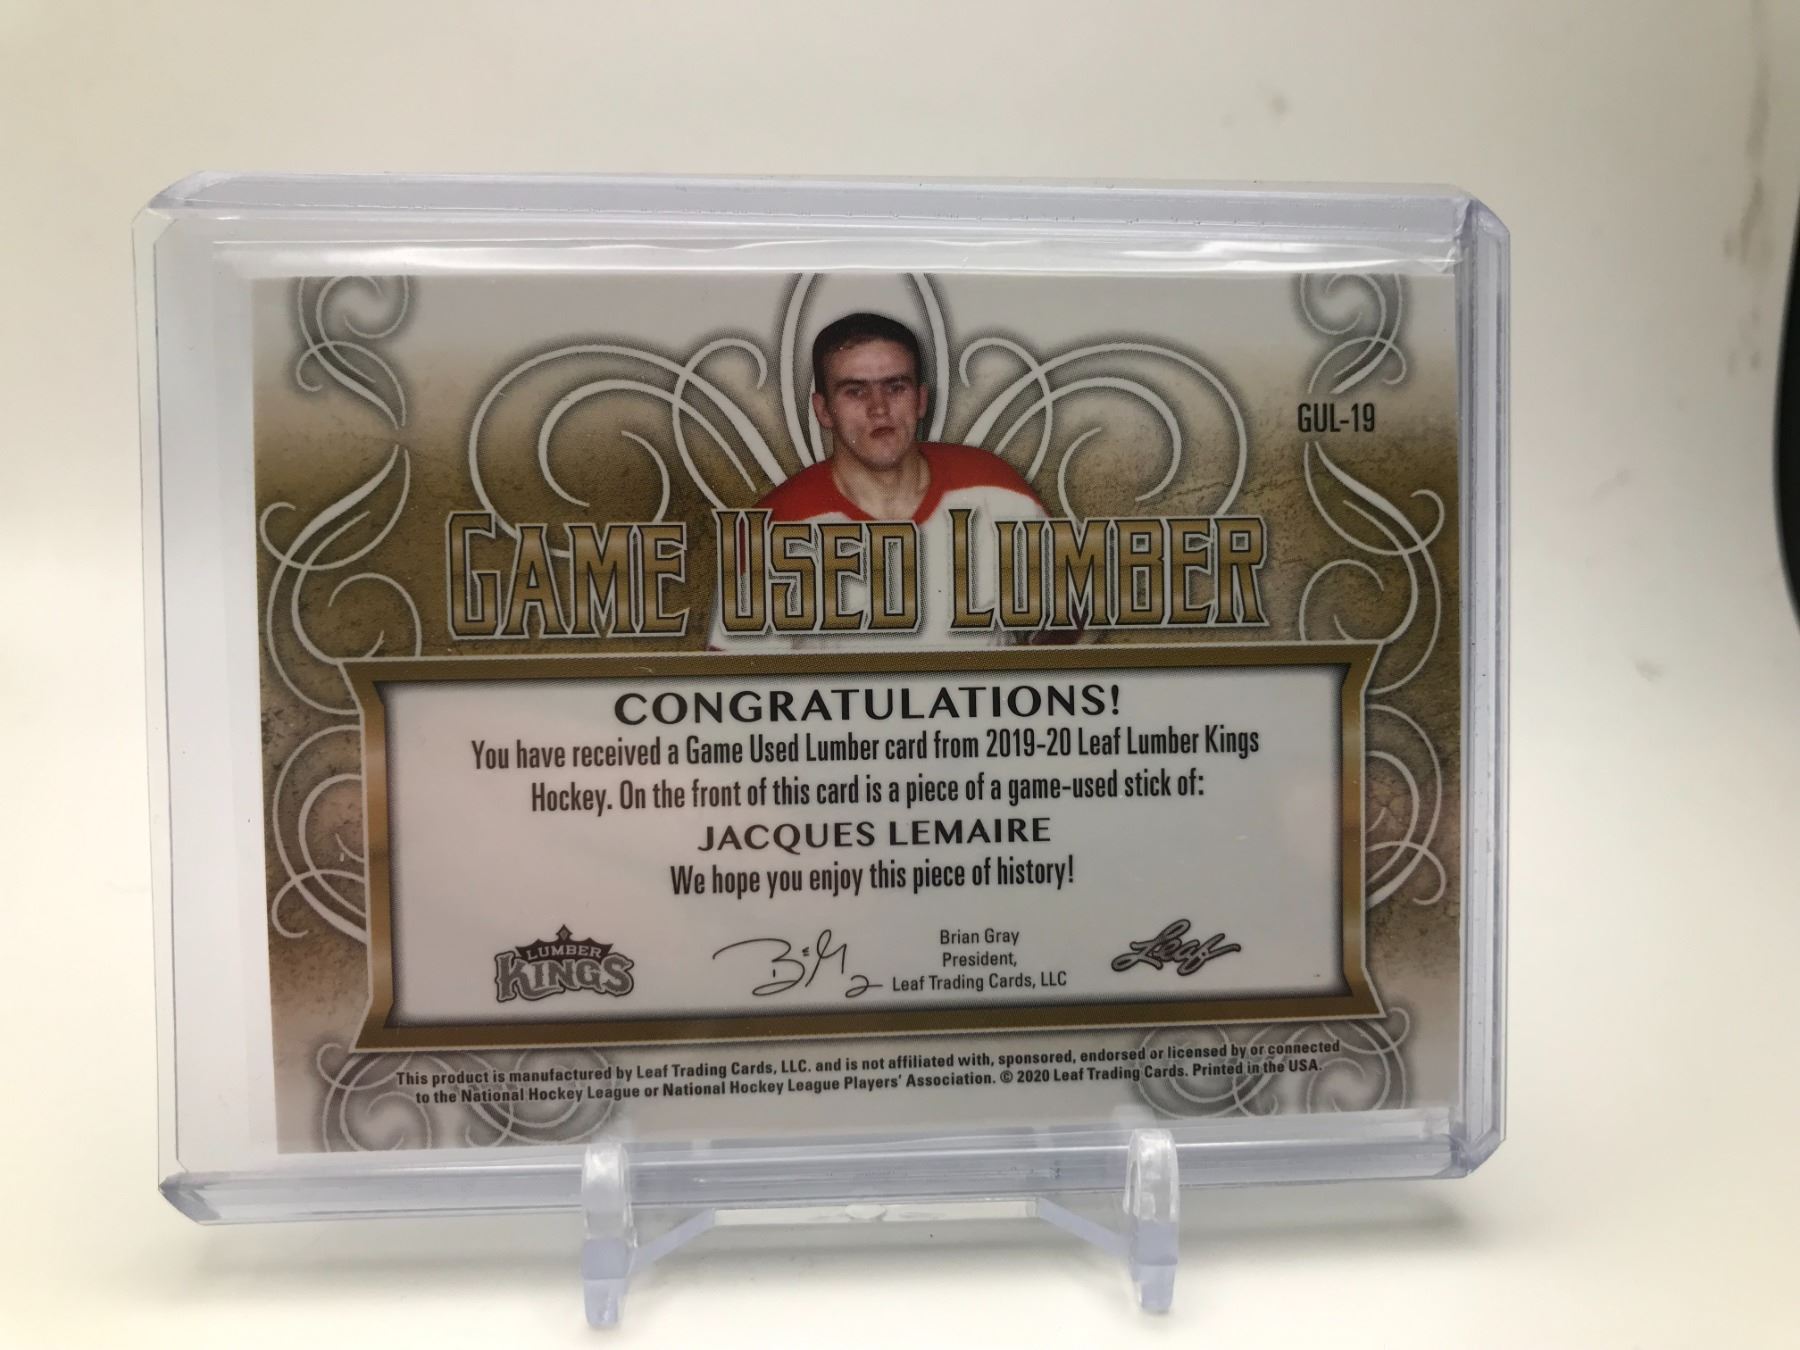 GUL-19
GAME USED LUMBER
CONGRATULATIONS!
You have received a Game Used Lumber card from 2019-20 Leaf Lumber Kings
Hockey. On the front of this card is a piece of a game-used stick of:
JACQUES LEMAIRE
We hope you enjoy this piece of history!
LUMBER
KINGS
Brian Gray
President,
Leaf Trading Cards, LLC
Leaf
This product is manufactured by Leaf Trading Cards, LLC. and is not affiliated with, sponsored, endorsed or licensed by or connected
to the National Hockey League or National Hockey League Players' Association. © 2020 Leaf Trading Cards. Printed in the USA.